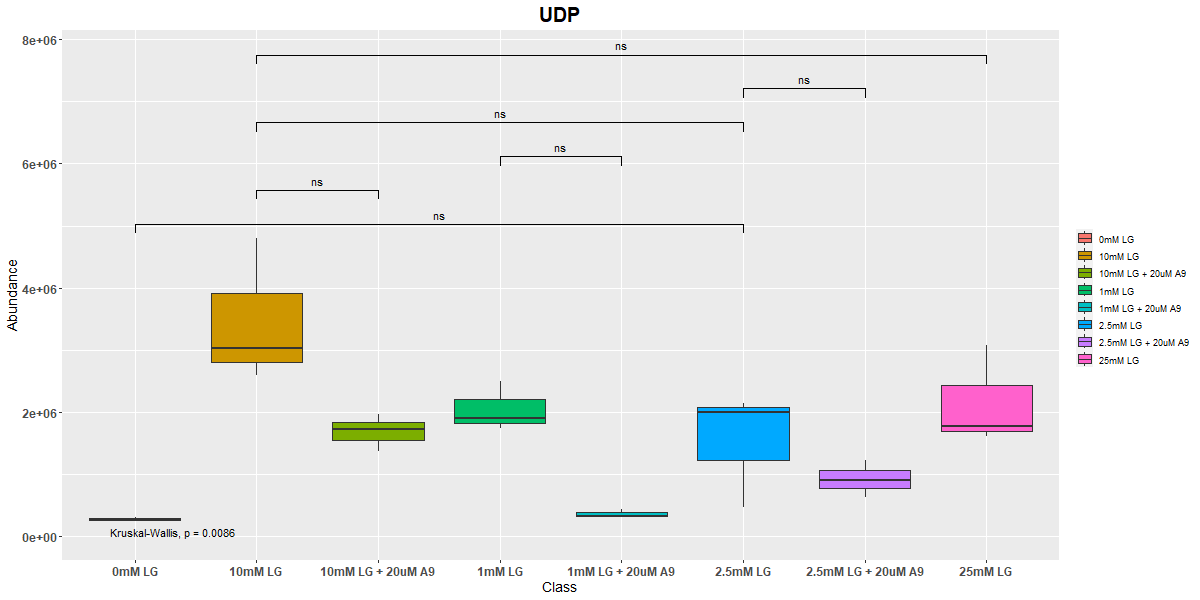 UDP
8e+06
6e+06
4e+06
2e+06
0e+00
Abundance
ns
ns
ns
ns
ns
ns
Kruskal-Wallis, p = 0.0086
0mM LG
10mM LG
10mM LG + 20uM A9
1mM LG
1mM LG + 20uM A9
2.5mM LG
2.5mM LG + 20uM A9
25mM LG
Class
0mM LG
10mM LG
10mM LG + 20uM A9
1mM LG
1mM LG + 20uM A9
2.5mM LG
2.5mM LG + 20uM A9
25mM LG